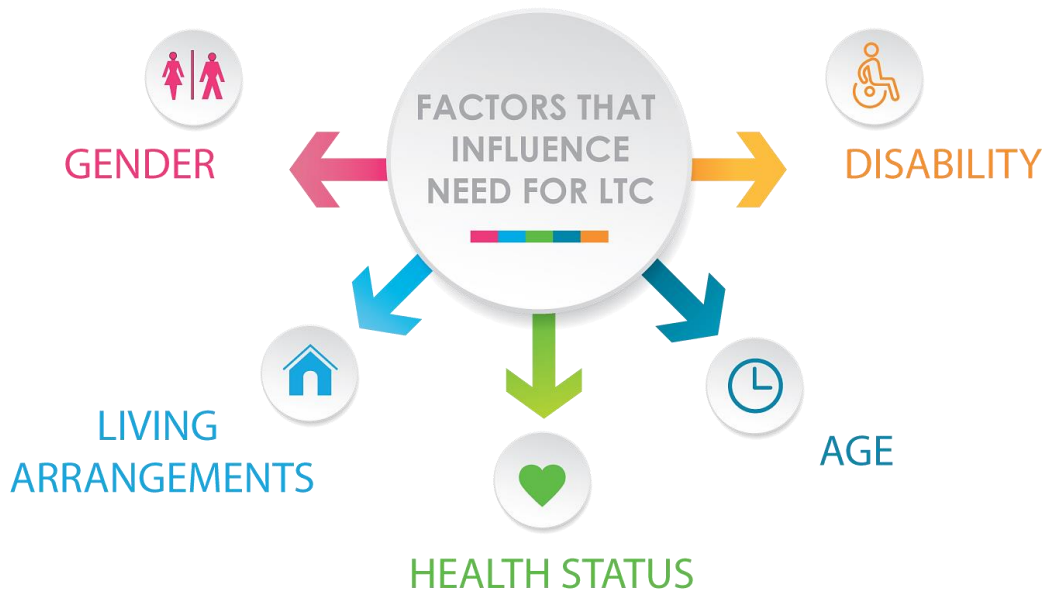 FACTORS THAT
INFLUENCE
NEED FOR LTC
GENDER
DISABILITY
LIVING
ARRANGEMENTS
AGE
HEALTH STATUS